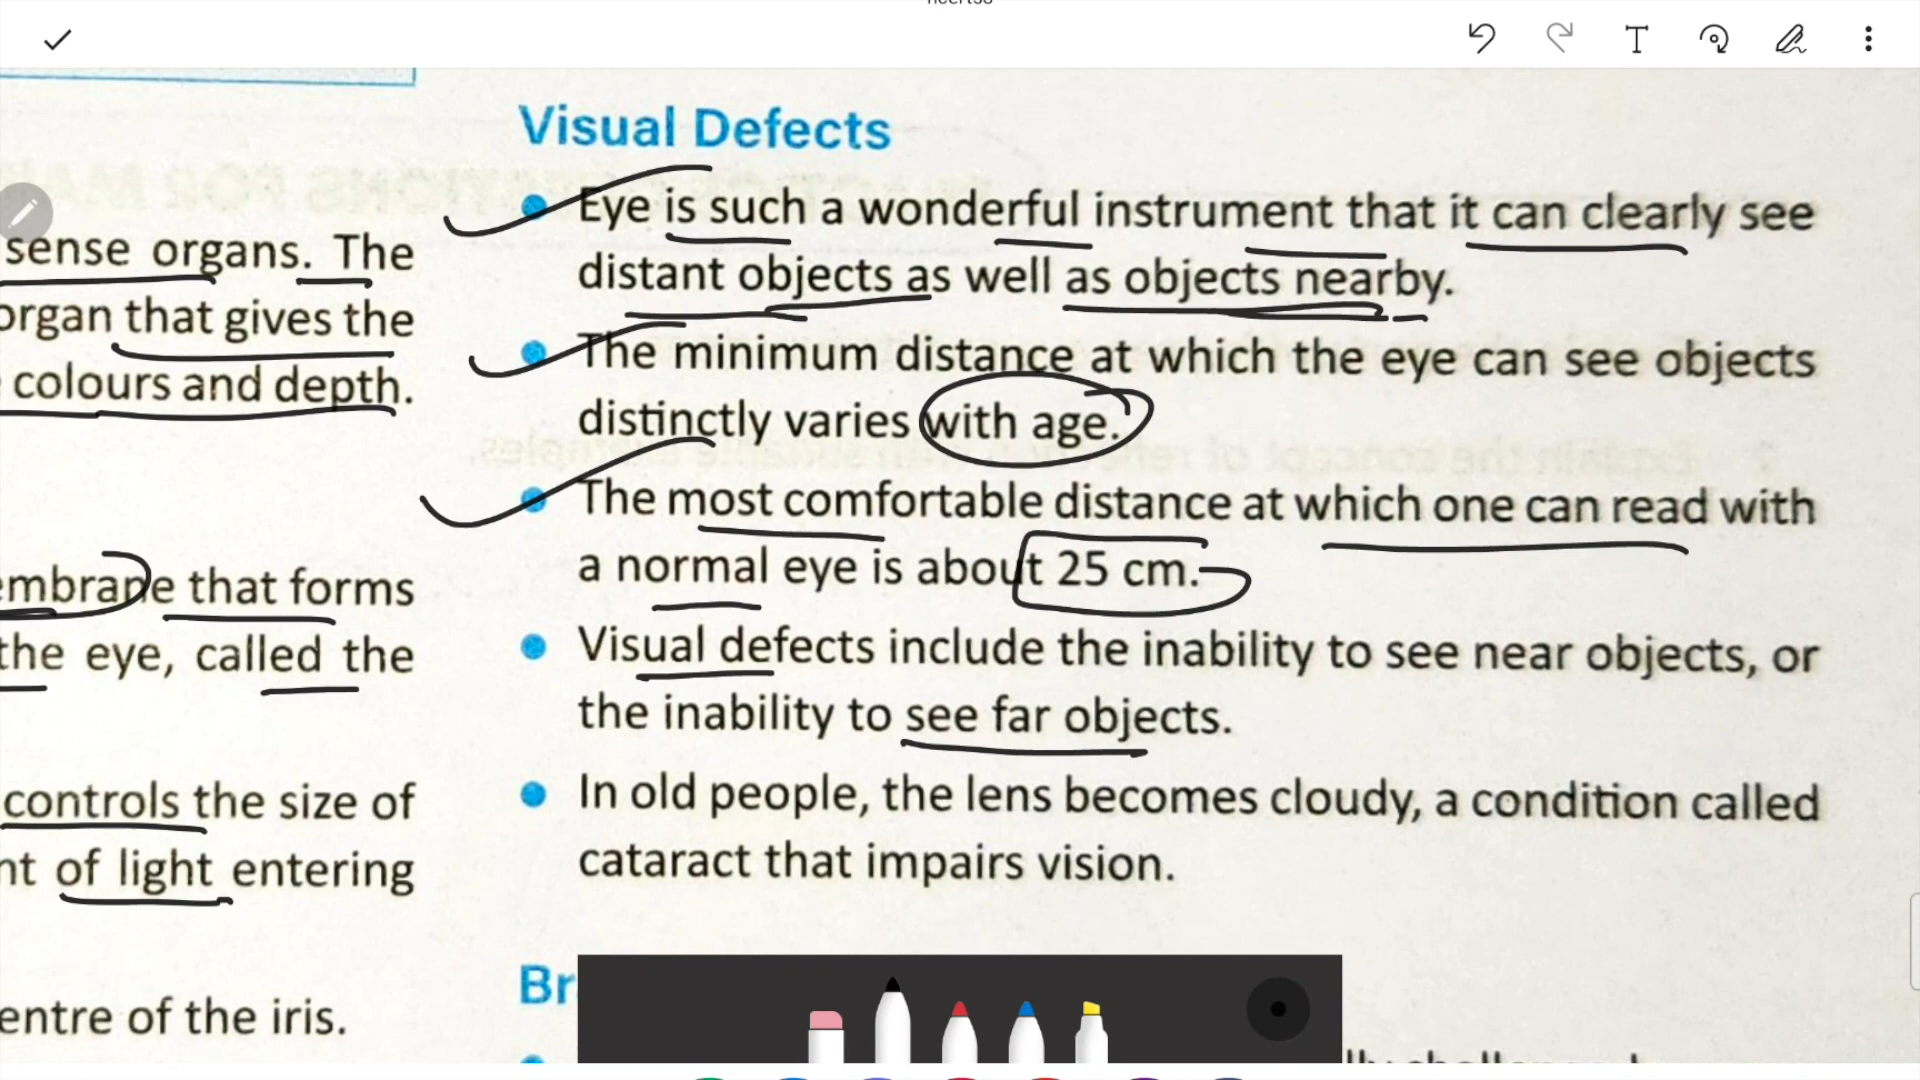 sense organs. The
organ that gives the
colours and depth.
that forms
the eye, called the
controls the size of
of light entering
of the iris.
Visual Defects
Eye is such a wonderful instrument that it can clearly see
distant objects as well as objects nearby.
The minimum distance at which the eye can see objects
distinctly varies with age.
The most comfortable distance at which one can read with
a normal eye is about 25 cm.
Visual defects include the inability to see near objects, or
the inability to see far objects.
In old people, the lens becomes cloudy, a condition called
cataract that impairs vision.
Br